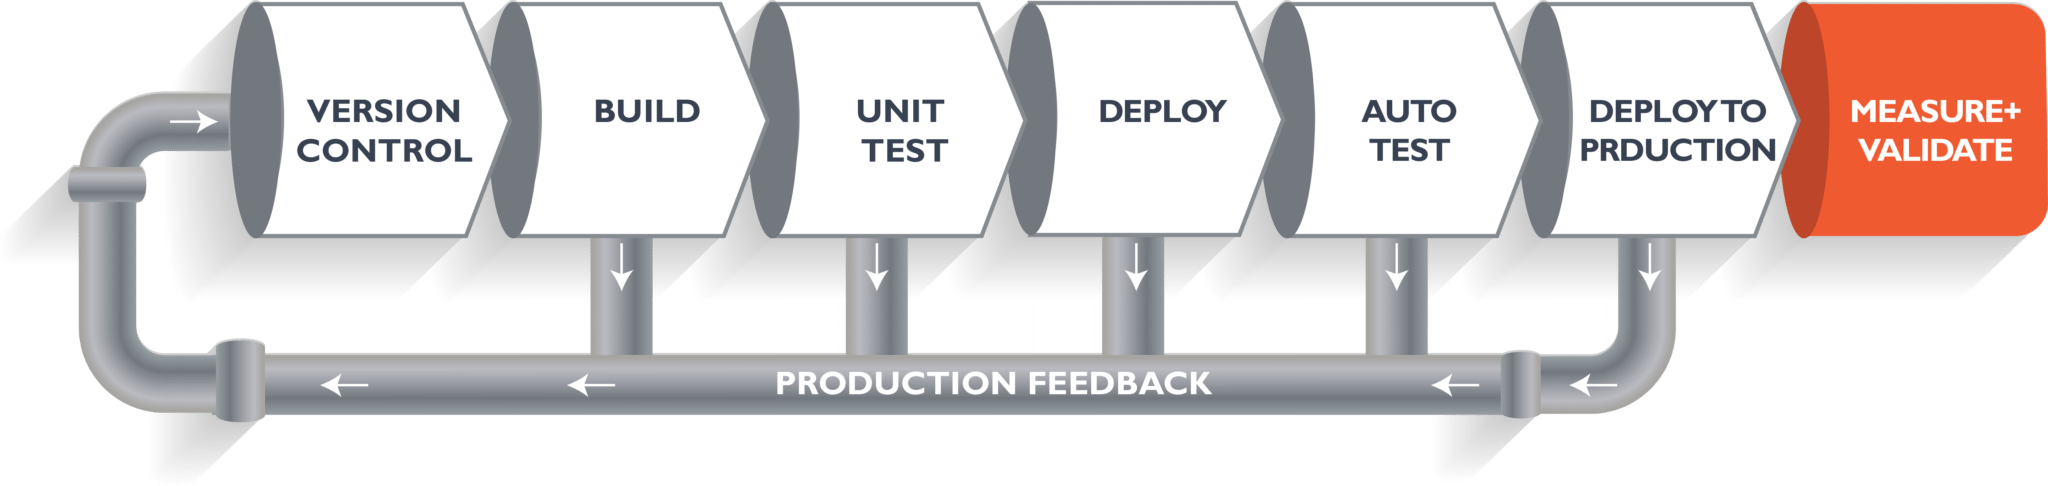 VERSION
CONTROL
BUILD
UNIT
TEST
DEPLOY
AUTO
TEST
DEPLOY TO
PRDUCTION
MEASURE+
VALIDATE
PRODUCTION FEEDBACK